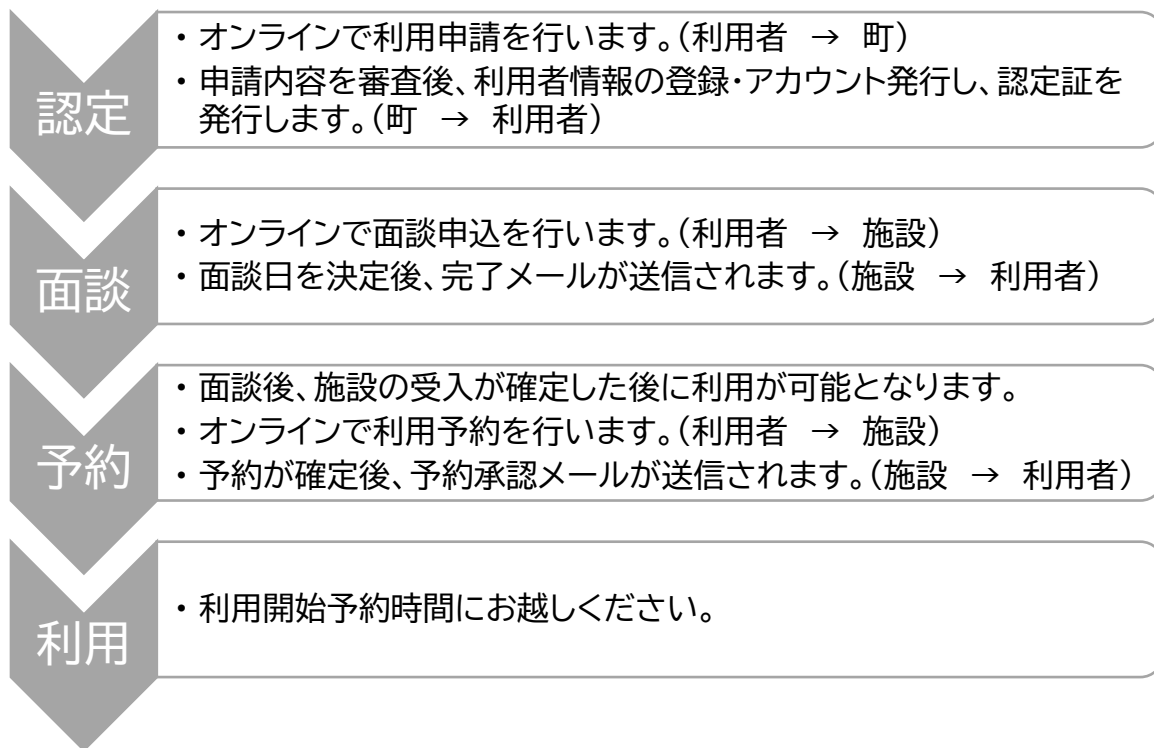 認定
・オンラインで利用申請を行います。（利用者　→　町）
・申請内容を審査後、利用者情報の登録・アカウント発行し、認定証を
発行します。（町　→　利用者）
面談
・オンラインで面談申込を行います。（利用者　→　施設）
・面談日を決定後、完了メールが送信されます。（施設　→　利用者）
予約
・面談後、施設の受入が確定した後に利用が可能となります。
・オンラインで利用予約を行います。（利用者　→　施設）
・予約が確定後、予約承認メールが送信されます。（施設　→　利用者）
利用
・利用開始予約時間にお越しください。